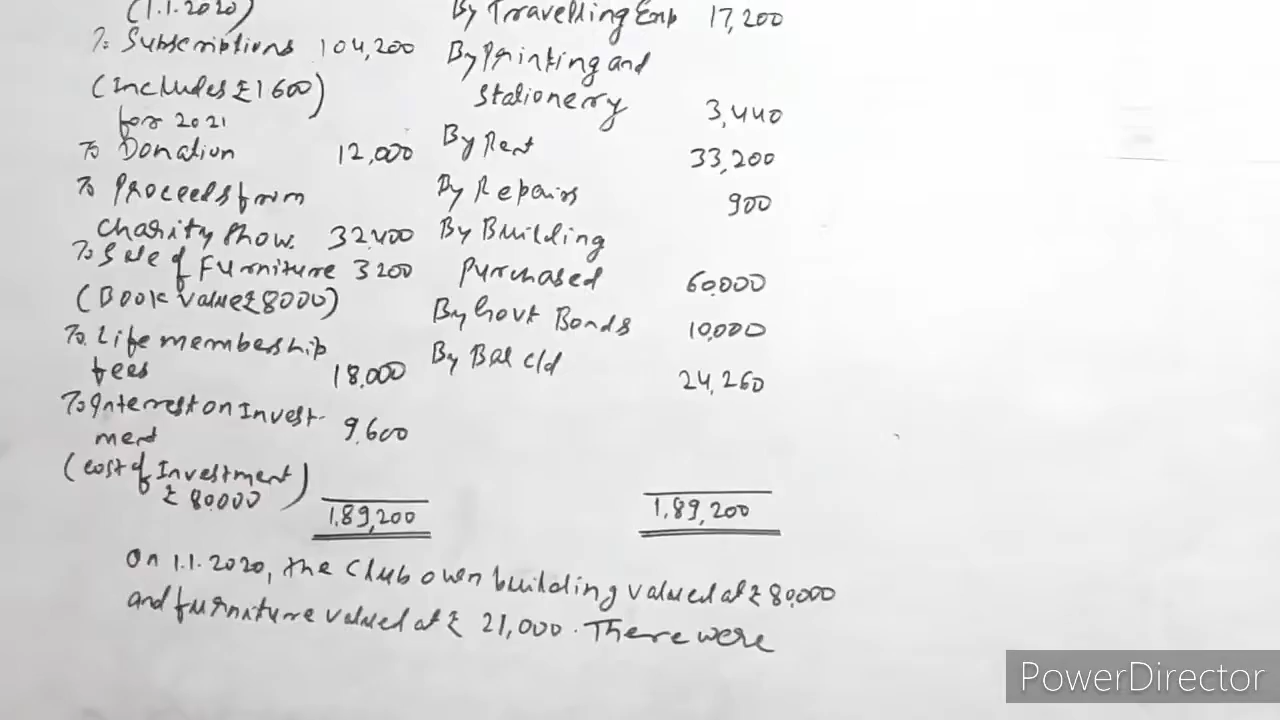 (1.1.2020) By Travelling Exp 17,200
To Subscriptions 104,200 By Printing and
(Includes ₹1600) Stationery 3,440
for 2021
To Donation 12,000 By Rent 33,200
To Proceeds from By Repairs 900
Charity Show. 32,400 By Building
To Sale of Furniture 3200 Purchased 60,000
(Book Value ₹8000) By Govt Bonds 10,000
To Life membership By Bal c/d
fees 18,000 24,260
To Interest on Invest-
ment 9,600
(Cost of Investment)
₹ 80,000
1,89,200 1,89,200
On 1.1.2020, the Club own building valued at ₹80,000
and furniture valued at ₹ 21,000. There were
PowerDirector